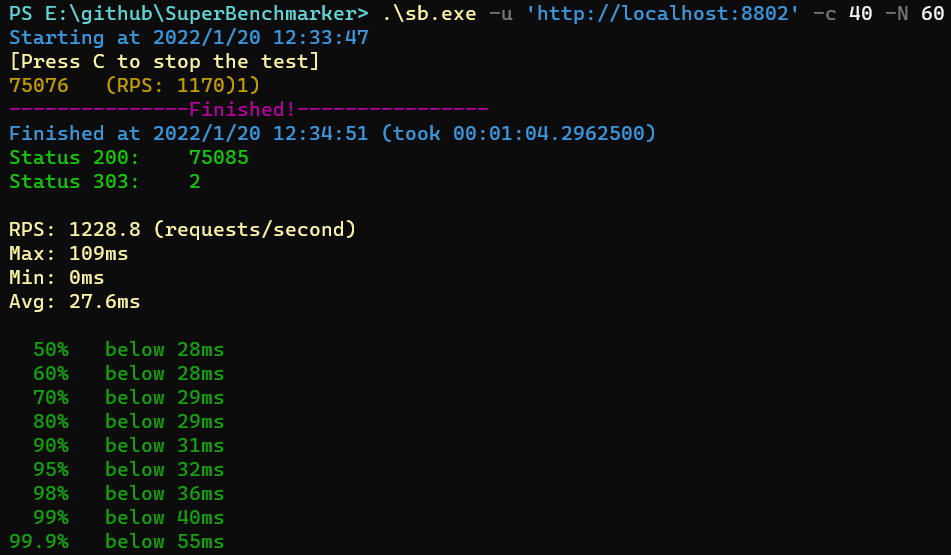 PS E:\github\SuperBenchmarker> .\sb.exe -u 'http://localhost:8802' -c 40 -N 60
Starting at 2022/1/20 12:33:47
[Press C to stop the test]
75076   (RPS: 1170)1)
---------------Finished!----------------
Finished at 2022/1/20 12:34:51 (took 00:01:04.2962500)
Status 200:    75085
Status 303:    2
RPS: 1228.8 (requests/second)
Max: 109ms
Min: 0ms
Avg: 27.6ms
50%   below 28ms
60%   below 28ms
70%   below 29ms
80%   below 29ms
90%   below 31ms
95%   below 32ms
98%   below 36ms
99%   below 40ms
99.9%   below 55ms